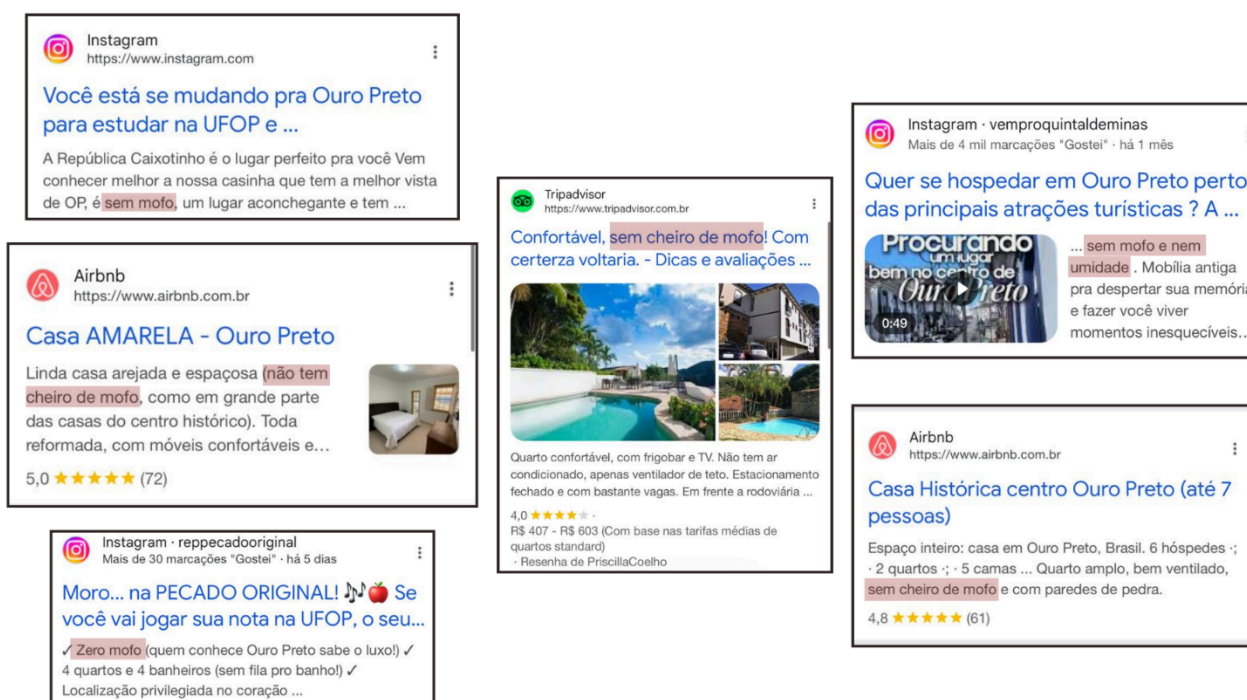 Instagram
https://www.instagram.com
Você está se mudando pra Ouro Preto
para estudar na UFOP e ...
A República Caixotinho é o lugar perfeito pra você Vem
conhecer melhor a nossa casinha que tem a melhor vista
de OP, é sem mofo, um lugar aconchegante e tem ...
Airbnb
https://www.airbnb.com.br
Casa AMARELA - Ouro Preto
Linda casa arejada e espaçosa (não tem
cheiro de mofo, como em grande parte
das casas do centro histórico). Toda
reformada, com móveis confortáveis e...
5,0 ★★★★★ (72)
Instagram · reppecadooriginal
Mais de 30 marcações "Gostei" · há 5 dias
Moro... na PECADO ORIGINAL! 🎶🍎 Se
você vai jogar sua nota na UFOP, o seu...
✓ Zero mofo (quem conhece Ouro Preto sabe o luxo!) ✓
4 quartos e 4 banheiros (sem fila pro banho!) ✓
Localização privilegiada no coração ...
Tripadvisor
https://www.tripadvisor.com.br
Confortável, sem cheiro de mofo! Com
certerza voltaria. - Dicas e avaliações ...
Quarto confortável, com frigobar e TV. Não tem ar
condicionado, apenas ventilador de teto. Estacionamento
fechado e com bastante vagas. Em frente a rodoviária ...
4,0 ★★★★★ ·
R$ 407 - R$ 603 (Com base nas tarifas médias de
quartos standard)
· Resenha de PriscillaCoelho
Instagram · vemproquintaldeminas
Mais de 4 mil marcações "Gostei" · há 1 mês
Quer se hospedar em Ouro Preto perto
das principais atrações turísticas ? A ...
Procurando
um lugar
bem no centro de
Ouro Preto
0:49
... sem mofo e nem
umidade . Mobília antiga
pra despertar sua memória
e fazer você viver
momentos inesquecíveis...
Airbnb
https://www.airbnb.com.br
Casa Histórica centro Ouro Preto (até 7
pessoas)
Espaço inteiro: casa em Ouro Preto, Brasil. 6 hóspedes ·;
· 2 quartos ·; · 5 camas ... Quarto amplo, bem ventilado,
sem cheiro de mofo e com paredes de pedra.
4,8 ★★★★★ (61)